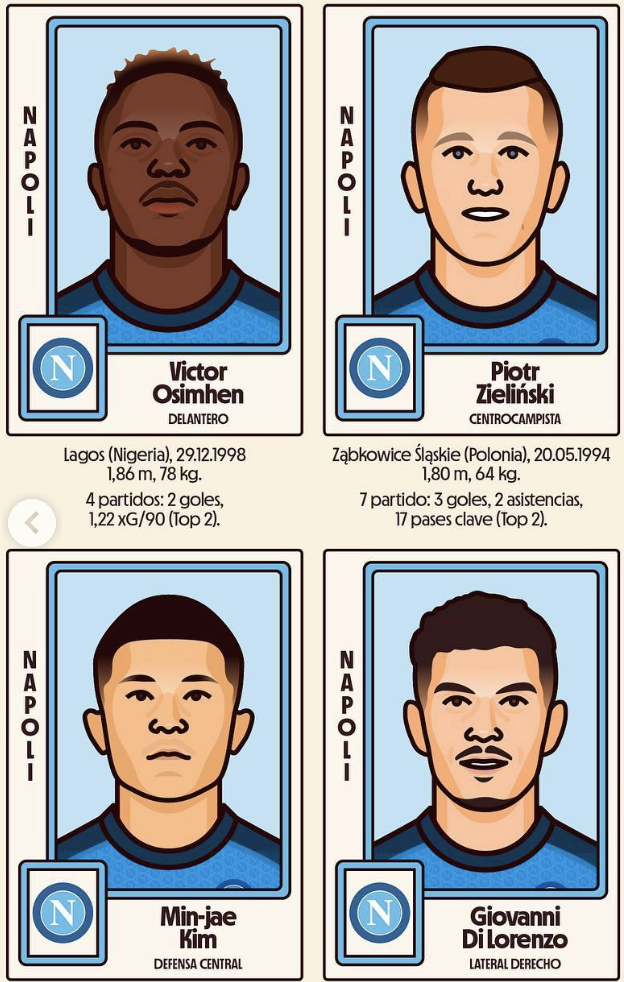 NAPOLI
N
Victor
Osimhen
DELANTERO
Lagos (Nigeria), 29.12.1998
1,86 m, 78 kg.
4 partidos: 2 goles,
1,22 xG/90 (Top 2).
NAPOLI
N
Piotr
Zieliński
CENTROCAMPISTA
Ząbkowice Śląskie (Polonia), 20.05.1994
1,80 m, 64 kg.
7 partido: 3 goles, 2 asistencias,
17 pases clave (Top 2).
NAPOLI
N
Min-jae
Kim
DEFENSA CENTRAL
NAPOLI
N
Giovanni
Di Lorenzo
LATERAL DERECHO